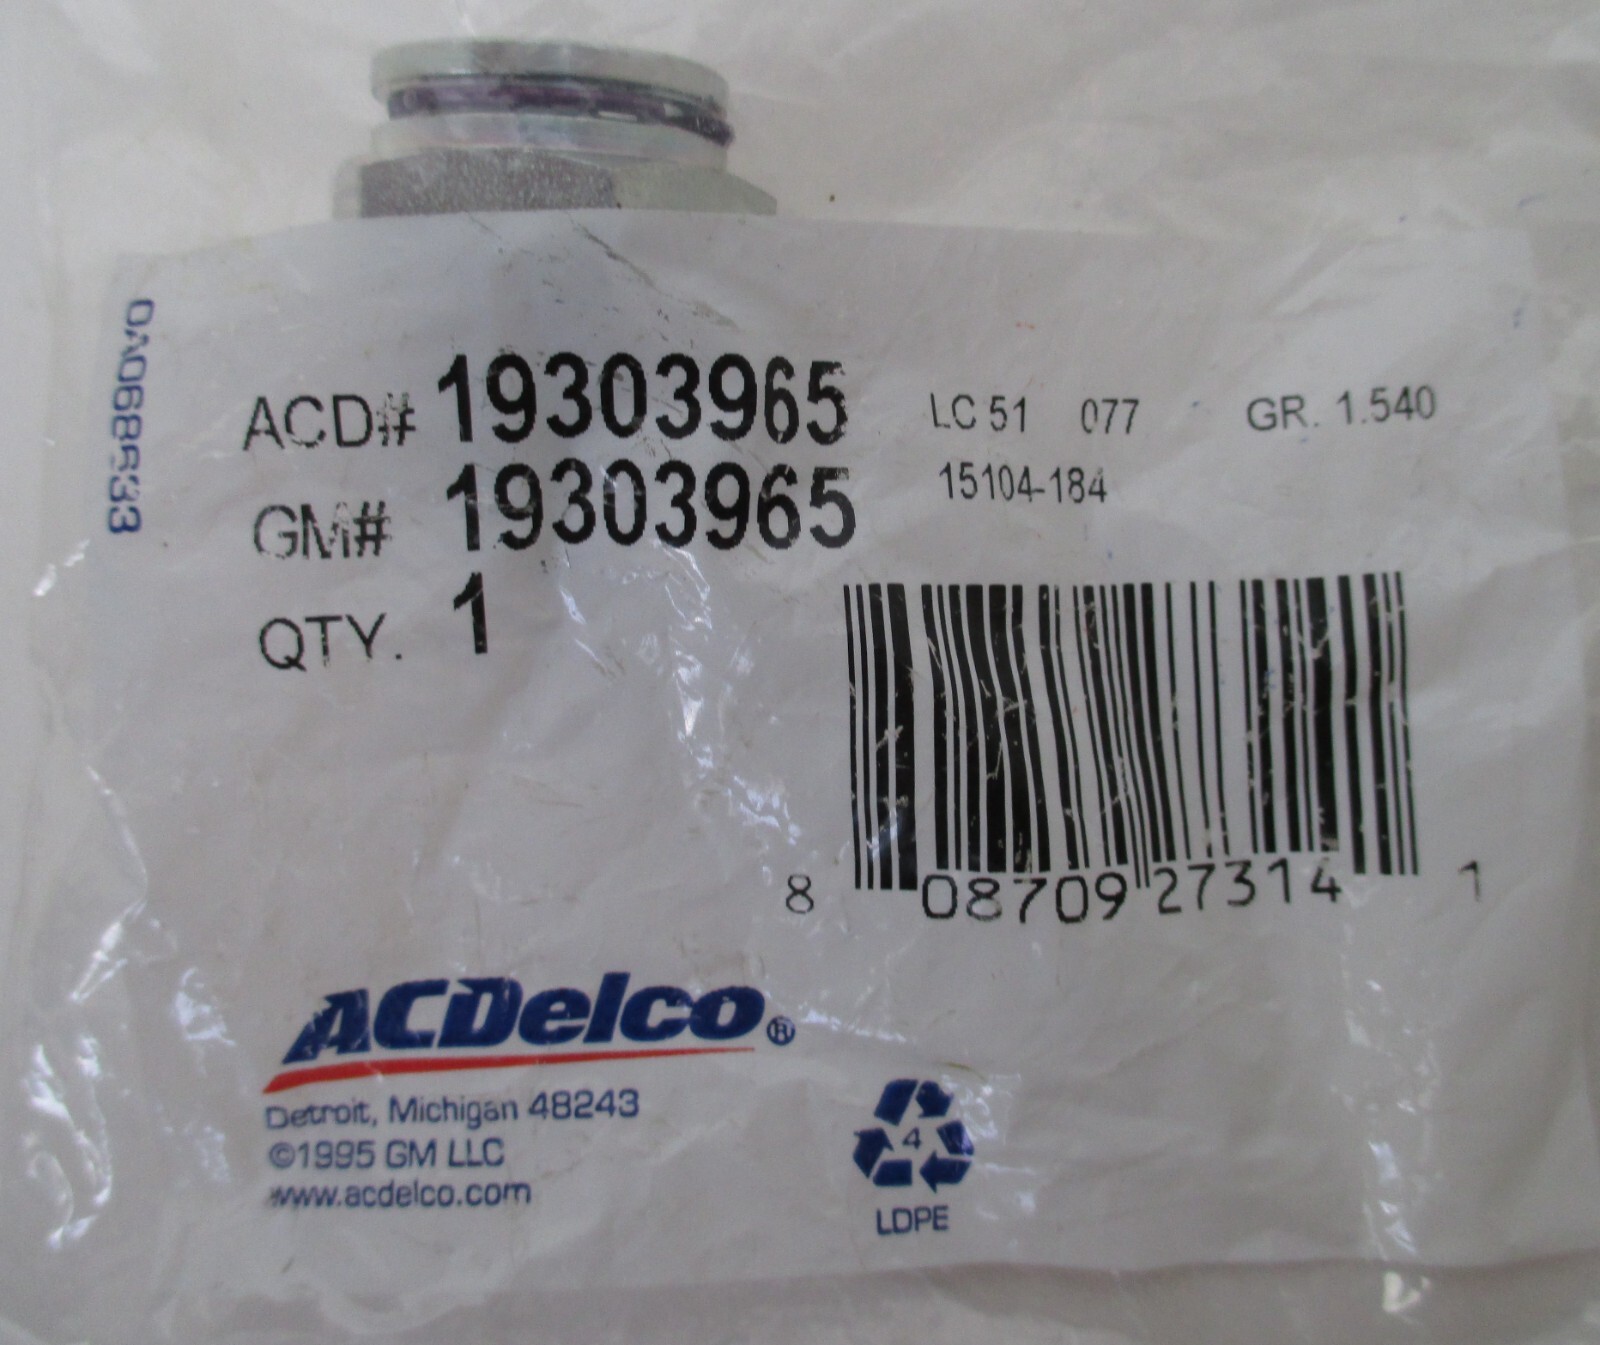 ACD# 19303965 LC 51 077 GR. 1.540
GM# 19303965 15104-184
QTY. 1
8 08709 27314 1
ACDelco®
Detroit, Michigan 48243
©1995 GM LLC
www.acdelco.com
4
LDPE